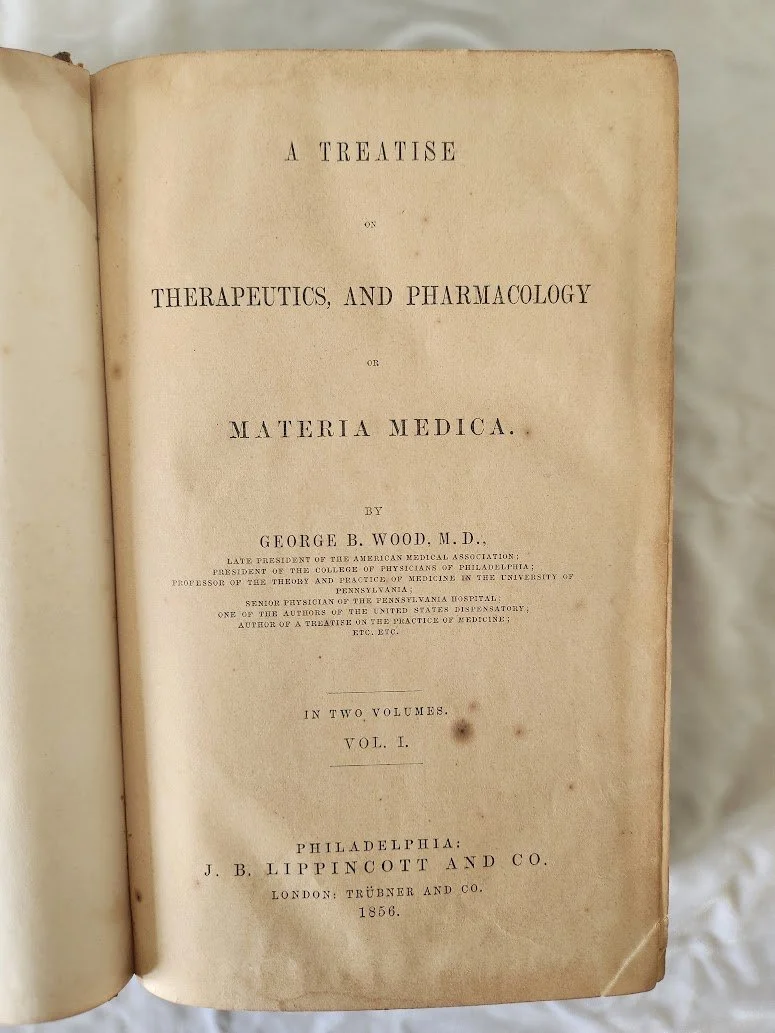 A TREATISE
ON
THERAPEUTICS, AND PHARMACOLOGY
OR
MATERIA MEDICA.
BY
GEORGE B. WOOD, M.D.,
LATE PRESIDENT OF THE AMERICAN MEDICAL ASSOCIATION;
PRESIDENT OF THE COLLEGE OF PHYSICIANS OF PHILADELPHIA;
PROFESSOR OF THE THEORY AND PRACTICE OF MEDICINE IN THE UNIVERSITY OF
PENNSYLVANIA;
SENIOR PHYSICIAN OF THE PENNSYLVANIA HOSPITAL;
ONE OF THE AUTHORS OF THE UNITED STATES DISPENSATORY;
AUTHOR OF A TREATISE ON THE PRACTICE OF MEDICINE;
ETC. ETC.
IN TWO VOLUMES.
VOL. I.
PHILADELPHIA:
J. B. LIPPINCOTT AND CO.
LONDON: TRÜBNER AND CO.
1856.